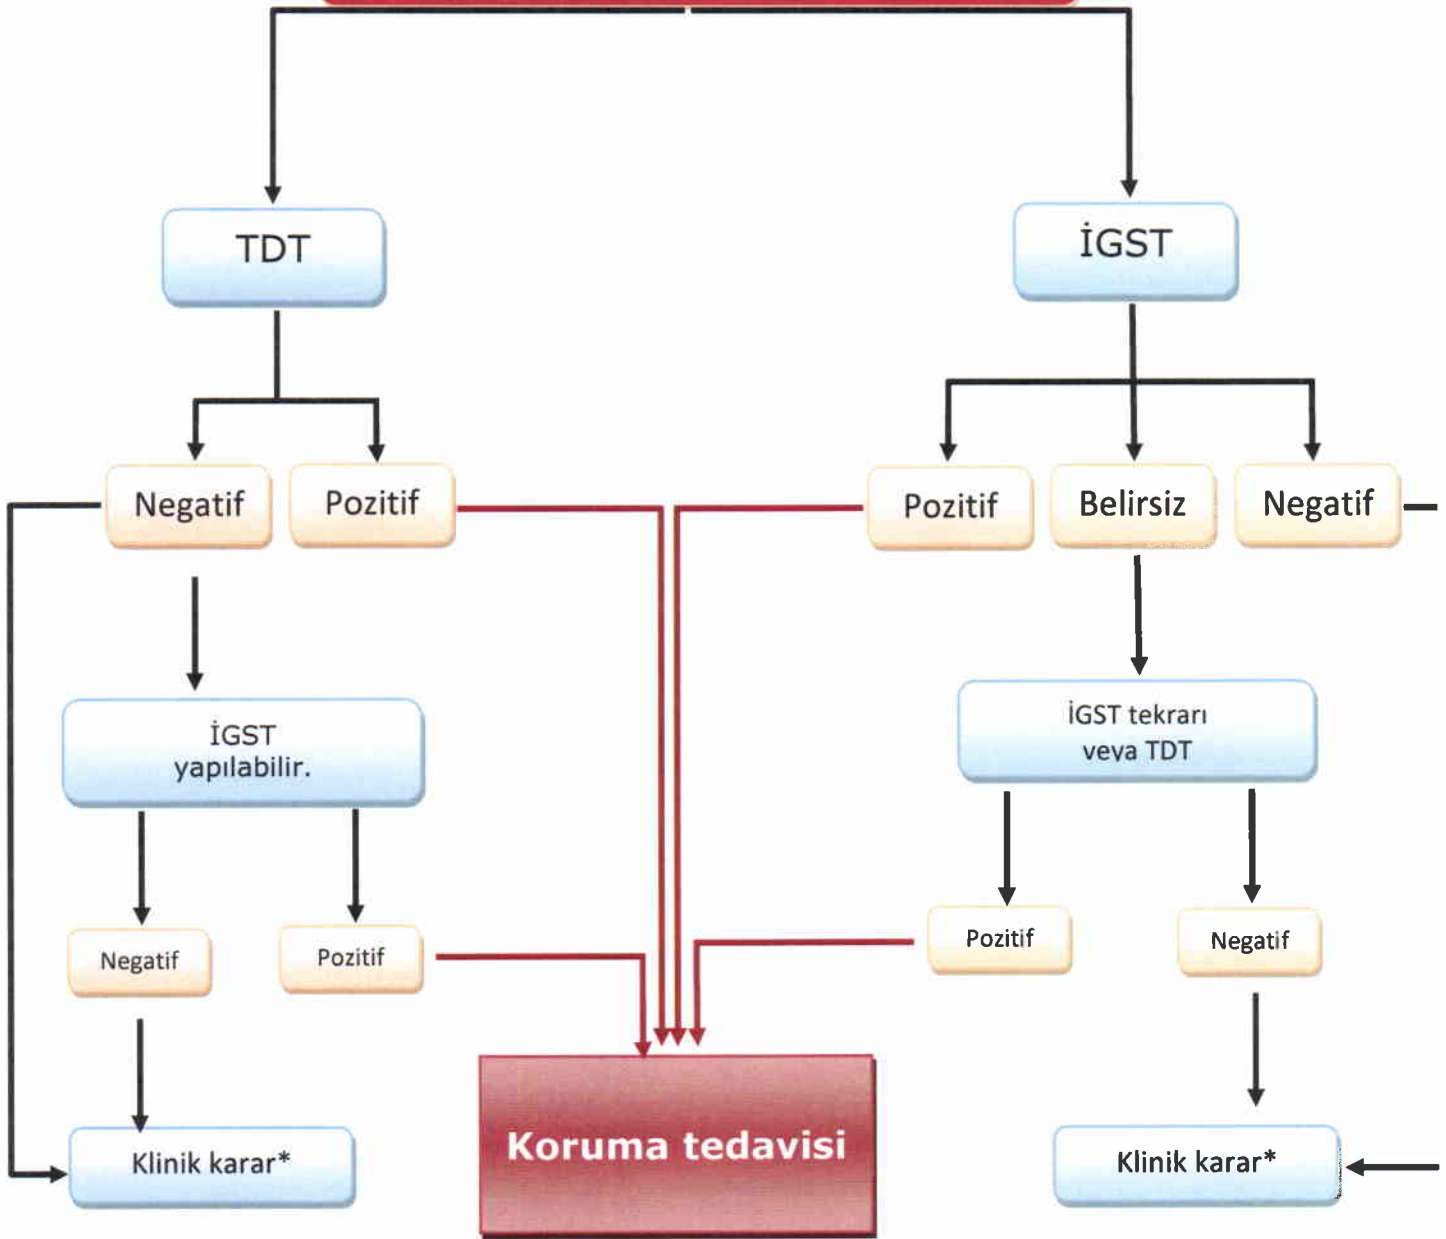 TDT
İGST
Negatif
Pozitif
Pozitif
Belirsiz
Negatif
İGST
yapılabilir.
İGST tekrarı
veya TDT
Negatif
Pozitif
Pozitif
Negatif
Klinik karar*
Koruma tedavisi
Klinik karar*